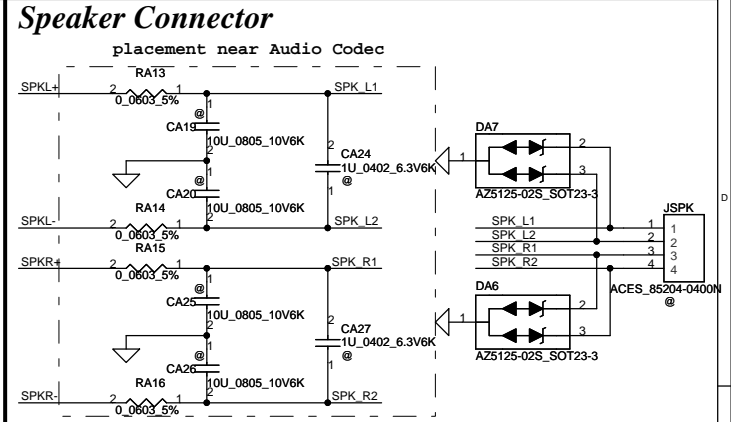 Speaker Connector
placement near Audio Codec
RA13
SPKL+ 2 1 SPK_L1
0_0603_5%
@ 1
CA19 10U_0805_10V6K
2
2
CA24
1U_0402_6.3V6K
@
1
1
@
CA20 10U_0805_10V6K
2
RA14
SPKL- 2 1 SPK_L2
0_0603_5%
RA15
SPKR+ 2 1 SPK_R1
0_0603_5%
@ 1
CA25 10U_0805_10V6K
2
2
CA27
1U_0402_6.3V6K
@
1
1
@
CA26 10U_0805_10V6K
2
RA16
SPKR- 2 1 SPK_R2
0_0603_5%
DA7
1 2
3
AZ5125-02S_SOT23-3
JSPK
SPK_L1 1 1
SPK_L2 2 2
SPK_R1 3 3
SPK_R2 4 4
ACES_85204-0400N
@
DA6
1 2
3
AZ5125-02S_SOT23-3
D